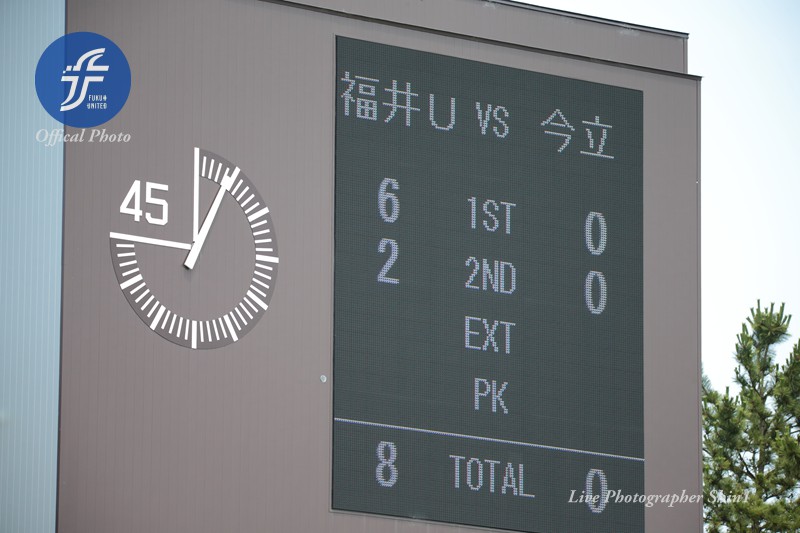 FUKUI
UNITED
Offical Photo
45
福井U VS 今立
6 1ST 0
2 2ND 0
EXT
PK
8 TOTAL 0
Live Photographer ShinY